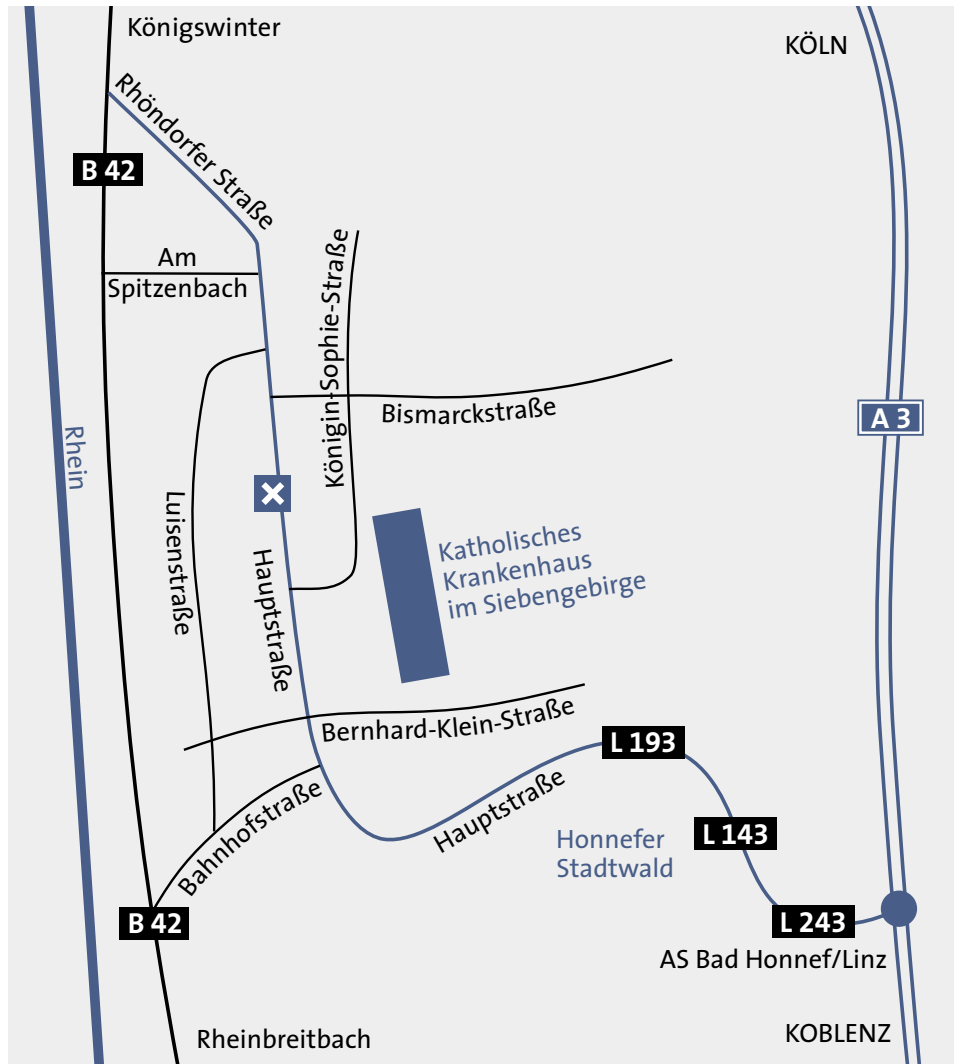 Königswinter
KÖLN
Rhöndorfer Straße
B 42
Am
Spitzenbach
Königin-Sophie-Straße
Bismarckstraße
A 3
Rhein
Luisenstraße
Hauptstraße
Katholisches
Krankenhaus
im Siebengebirge
Bernhard-Klein-Straße
L 193
Hauptstraße
Bahnhofstraße
Honnefer
Stadtwald
L 143
B 42
L 243
AS Bad Honnef/Linz
Rheinbreitbach
KOBLENZ